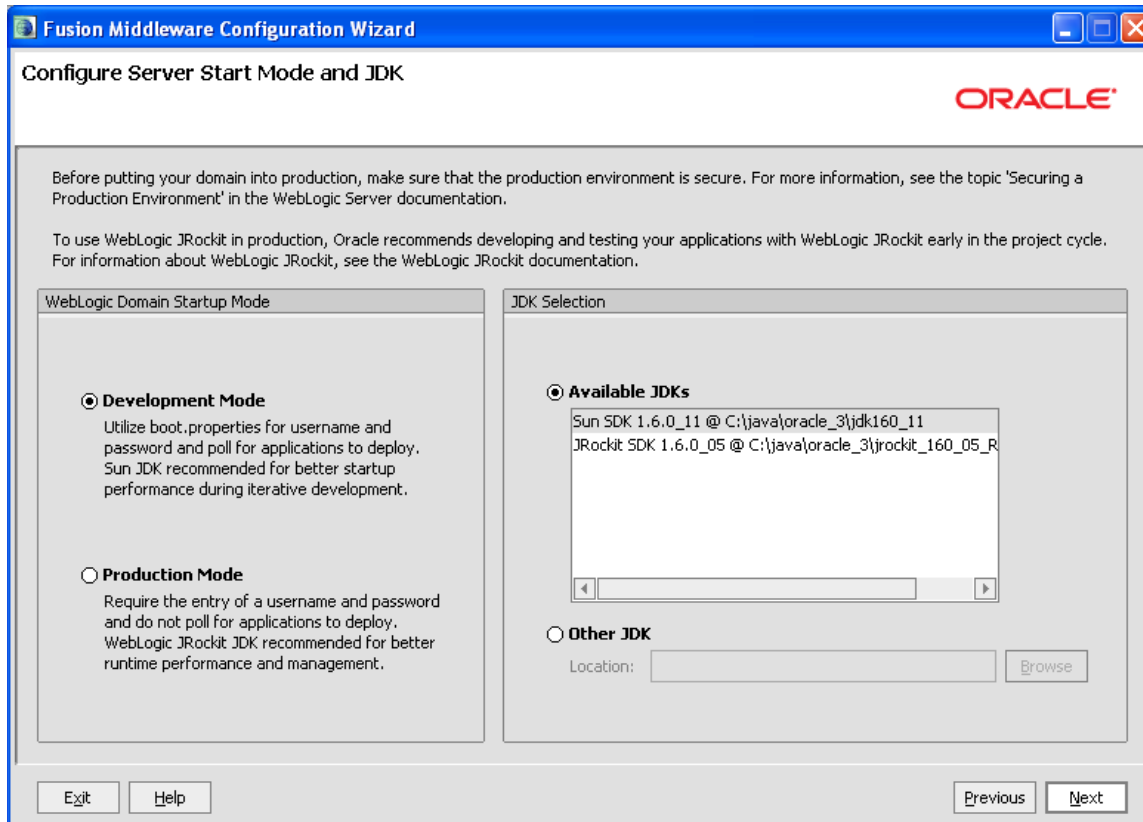 Fusion Middleware Configuration Wizard
Configure Server Start Mode and JDK
ORACLE
Before putting your domain into production, make sure that the production environment is secure. For more information, see the topic 'Securing a
Production Environment' in the WebLogic Server documentation.
To use WebLogic JRockit in production, Oracle recommends developing and testing your applications with WebLogic JRockit early in the project cycle.
For information about WebLogic JRockit, see the WebLogic JRockit documentation.
WebLogic Domain Startup Mode
Development Mode
Utilize boot.properties for username and
password and poll for applications to deploy.
Sun JDK recommended for better startup
performance during iterative development.
Production Mode
Require the entry of a username and password
and do not poll for applications to deploy.
WebLogic JRockit JDK recommended for better
runtime performance and management.
JDK Selection
Available JDKs
Sun SDK 1.6.0_11 @ C:\java\oracle_3\jdk160_11
JRockit SDK 1.6.0_05 @ C:\java\oracle_3\jrockit_160_05_R
Other JDK
Location:
Browse
Exit
Help
Previous
Next